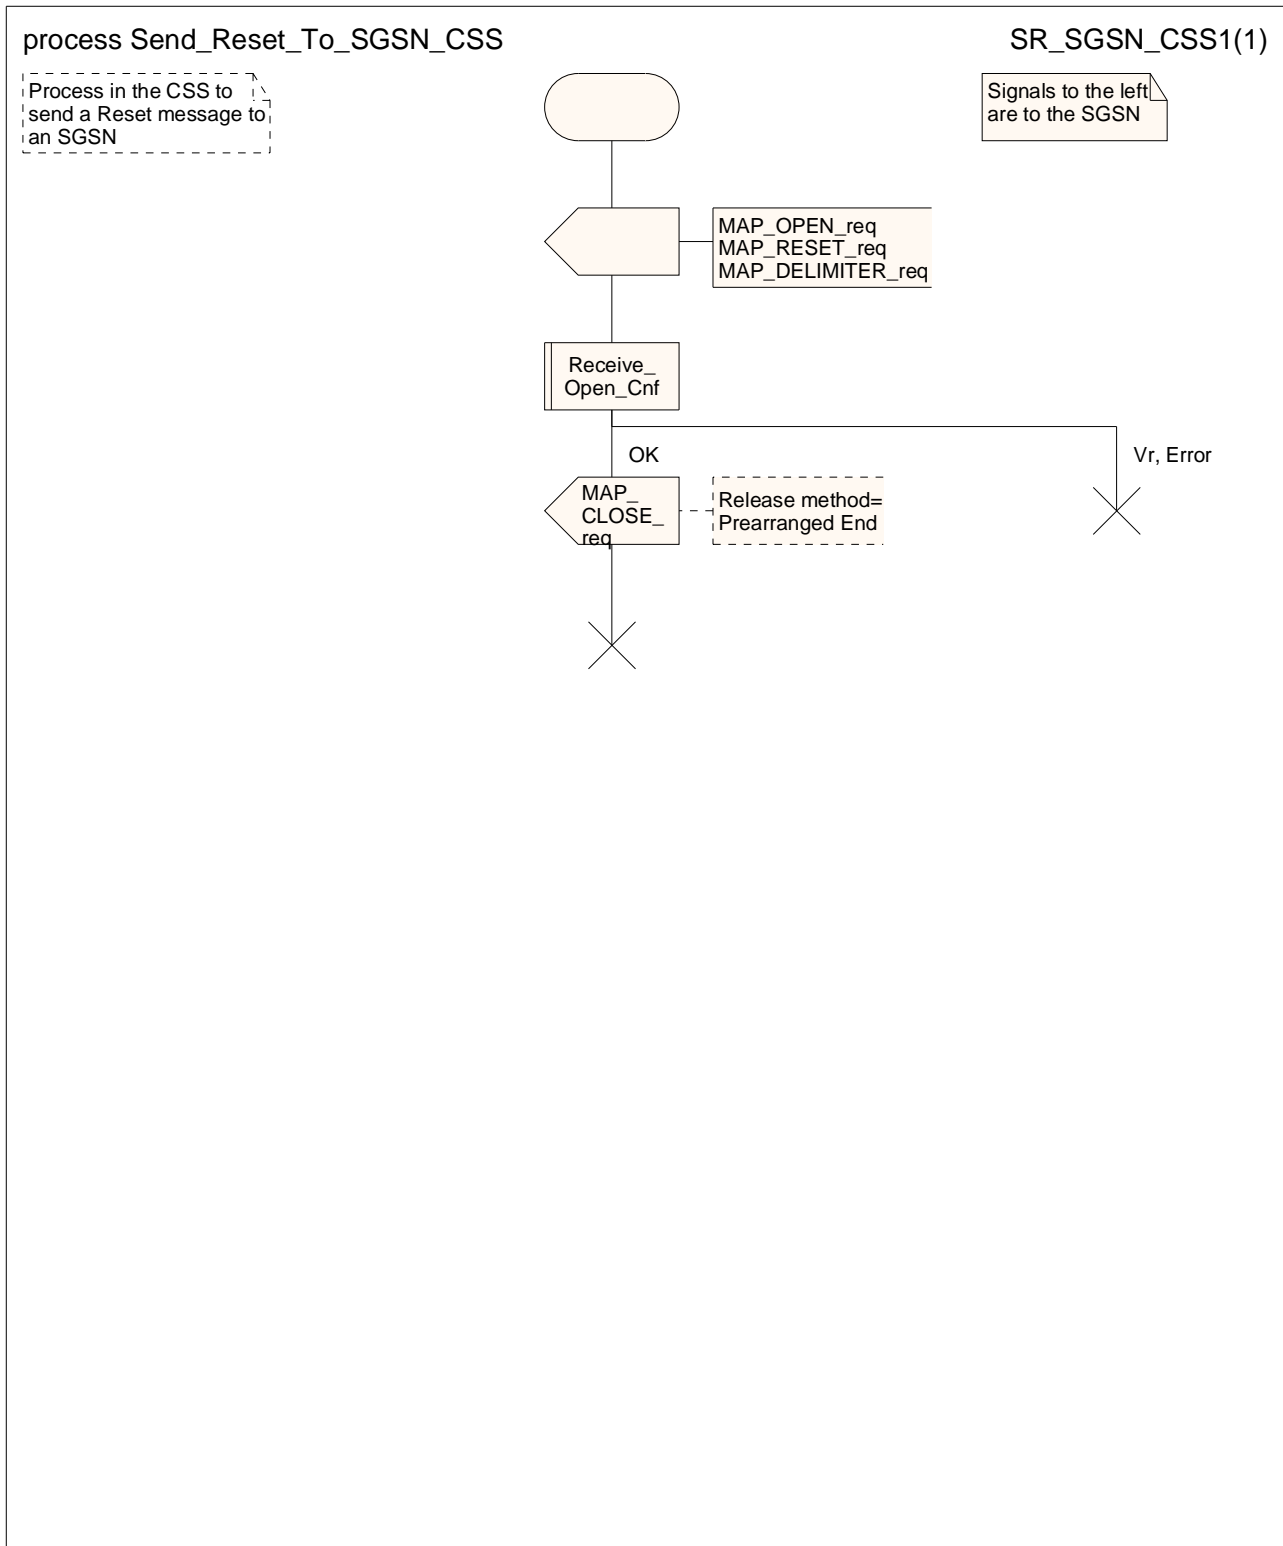 process Send_Reset_To_SGSN_CSS
SR_SGSN_CSS1(1)
Process in the CSS to
send a Reset message to
an SGSN
Signals to the left
are to the SGSN
MAP_OPEN_req
MAP_RESET_req
MAP_DELIMITER_req
Receive_
Open_Cnf
OK
Vr, Error
MAP_
CLOSE_
req
Release method=
Prearranged End